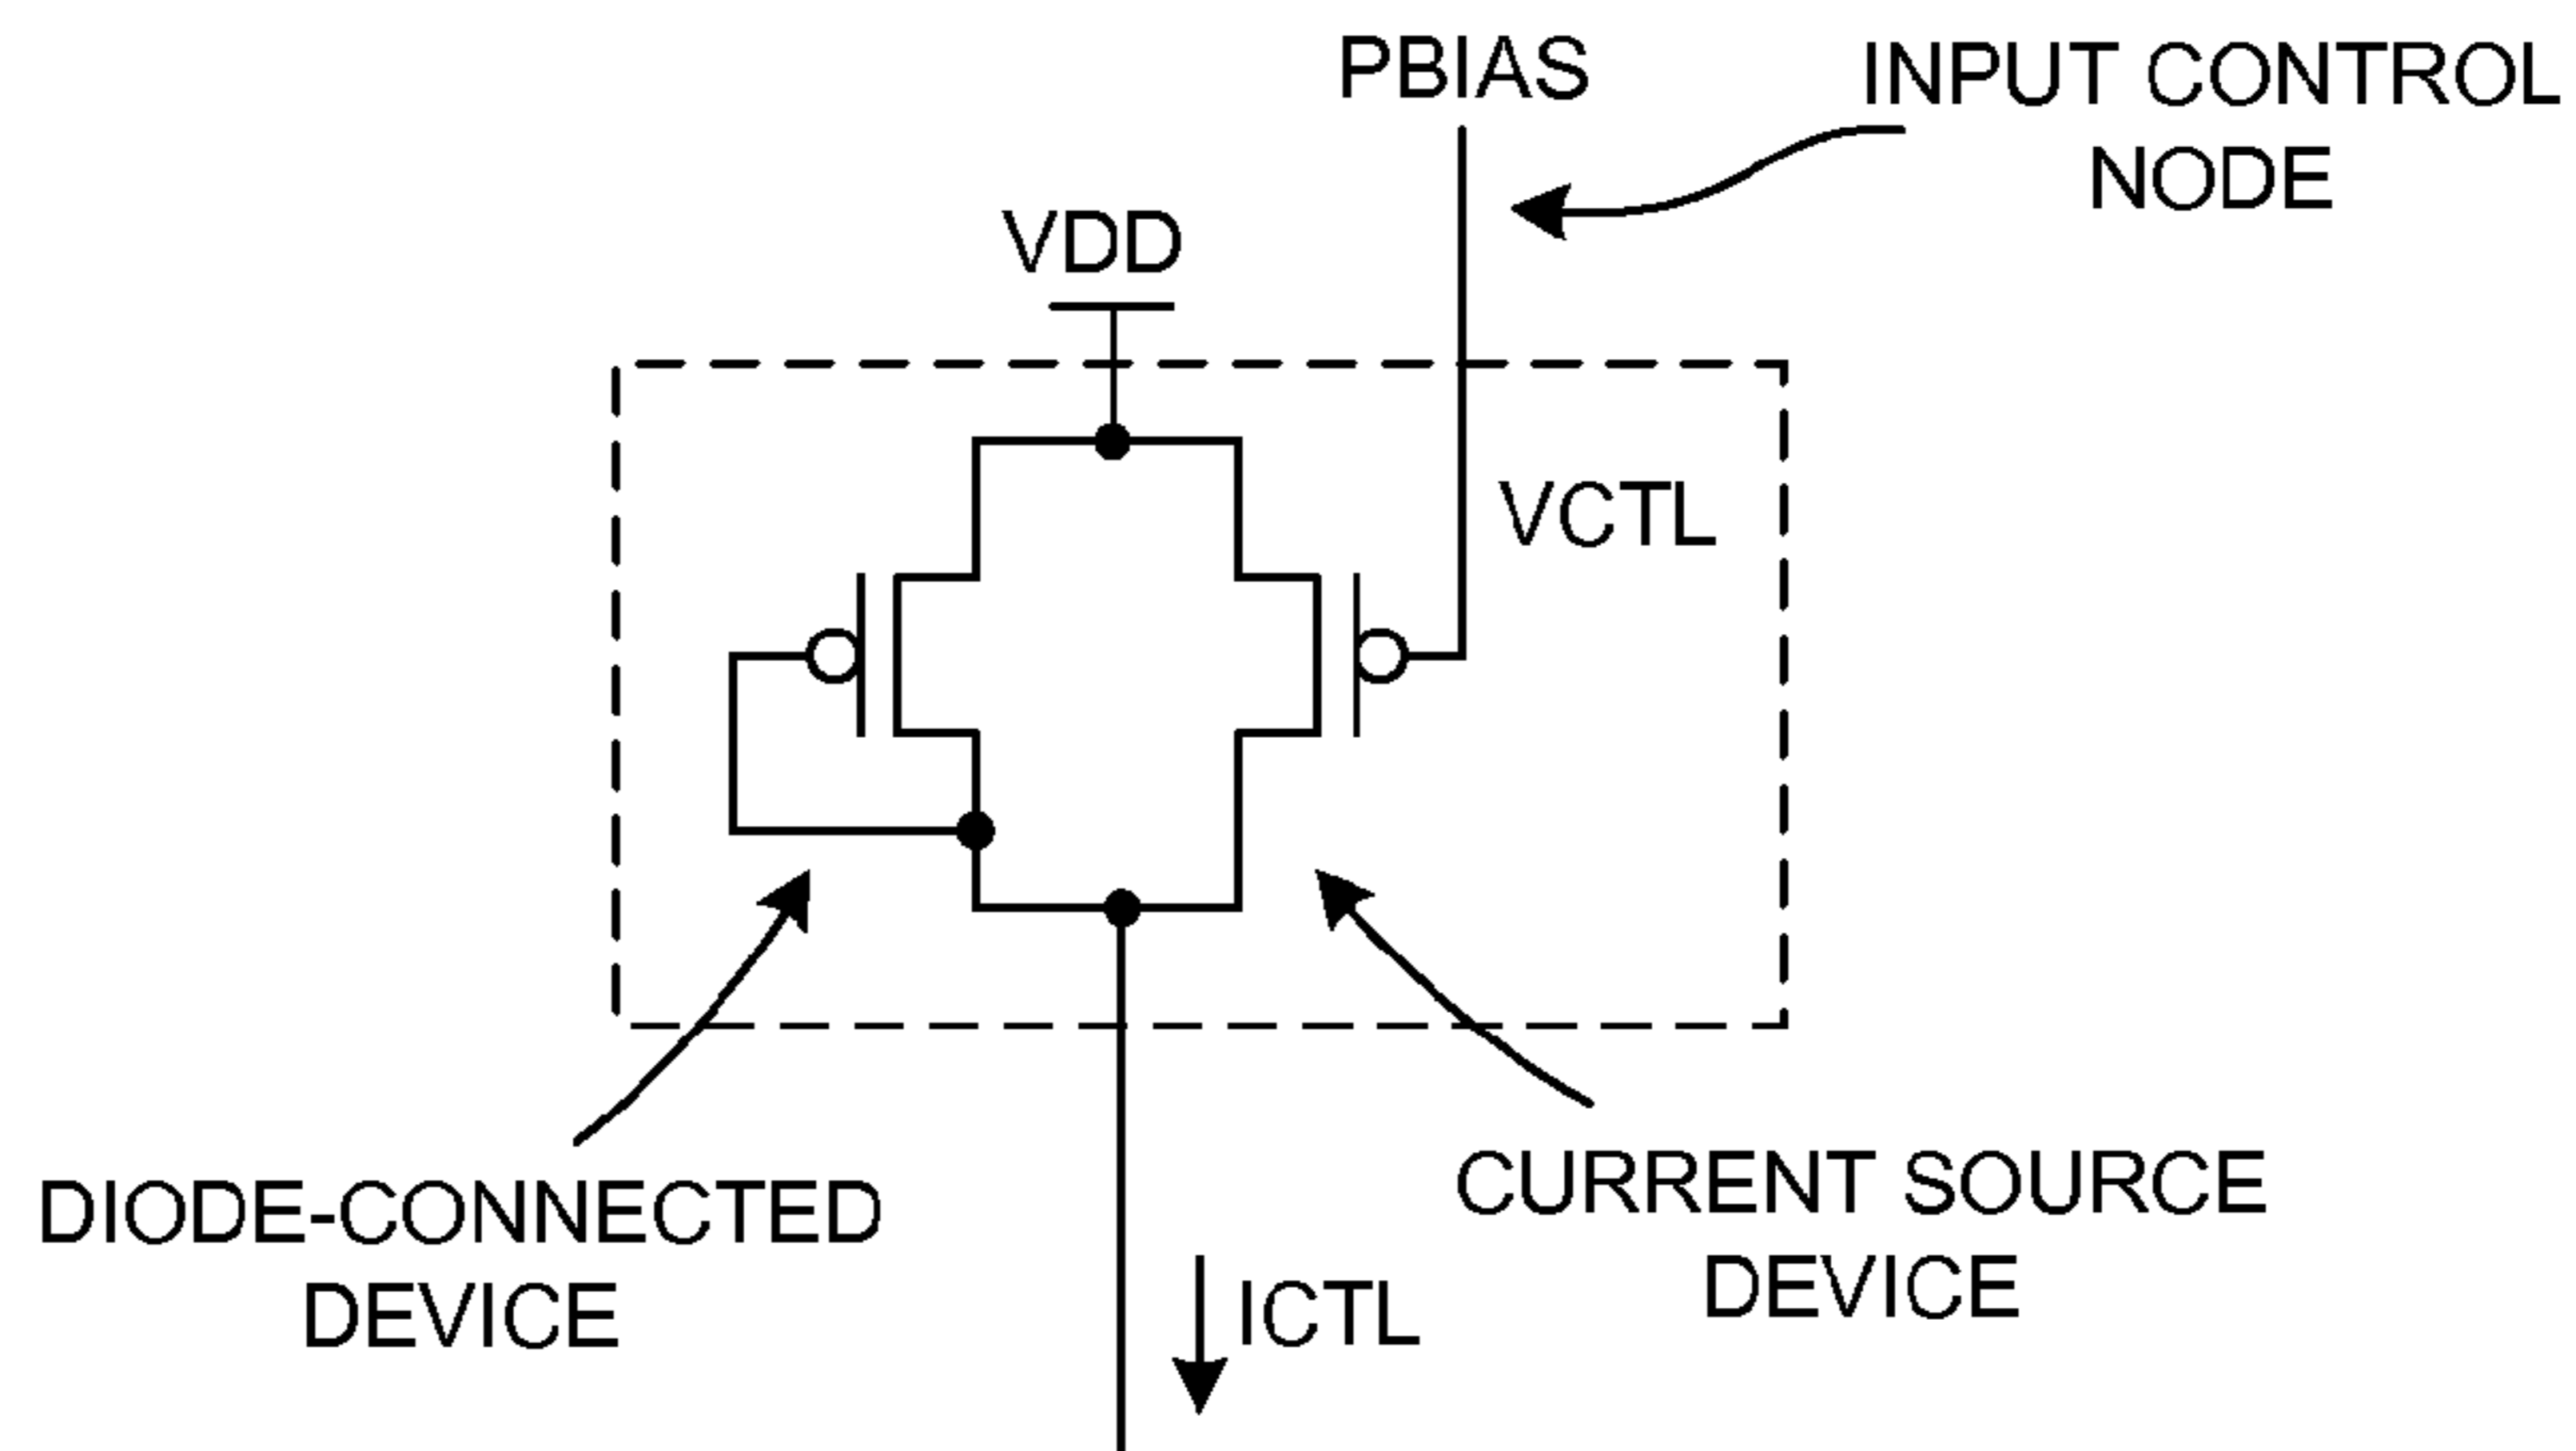 PBIAS
INPUT CONTROL
NODE
VDD
VCTL
DIODE-CONNECTED
DEVICE
CURRENT SOURCE
DEVICE
ICTL